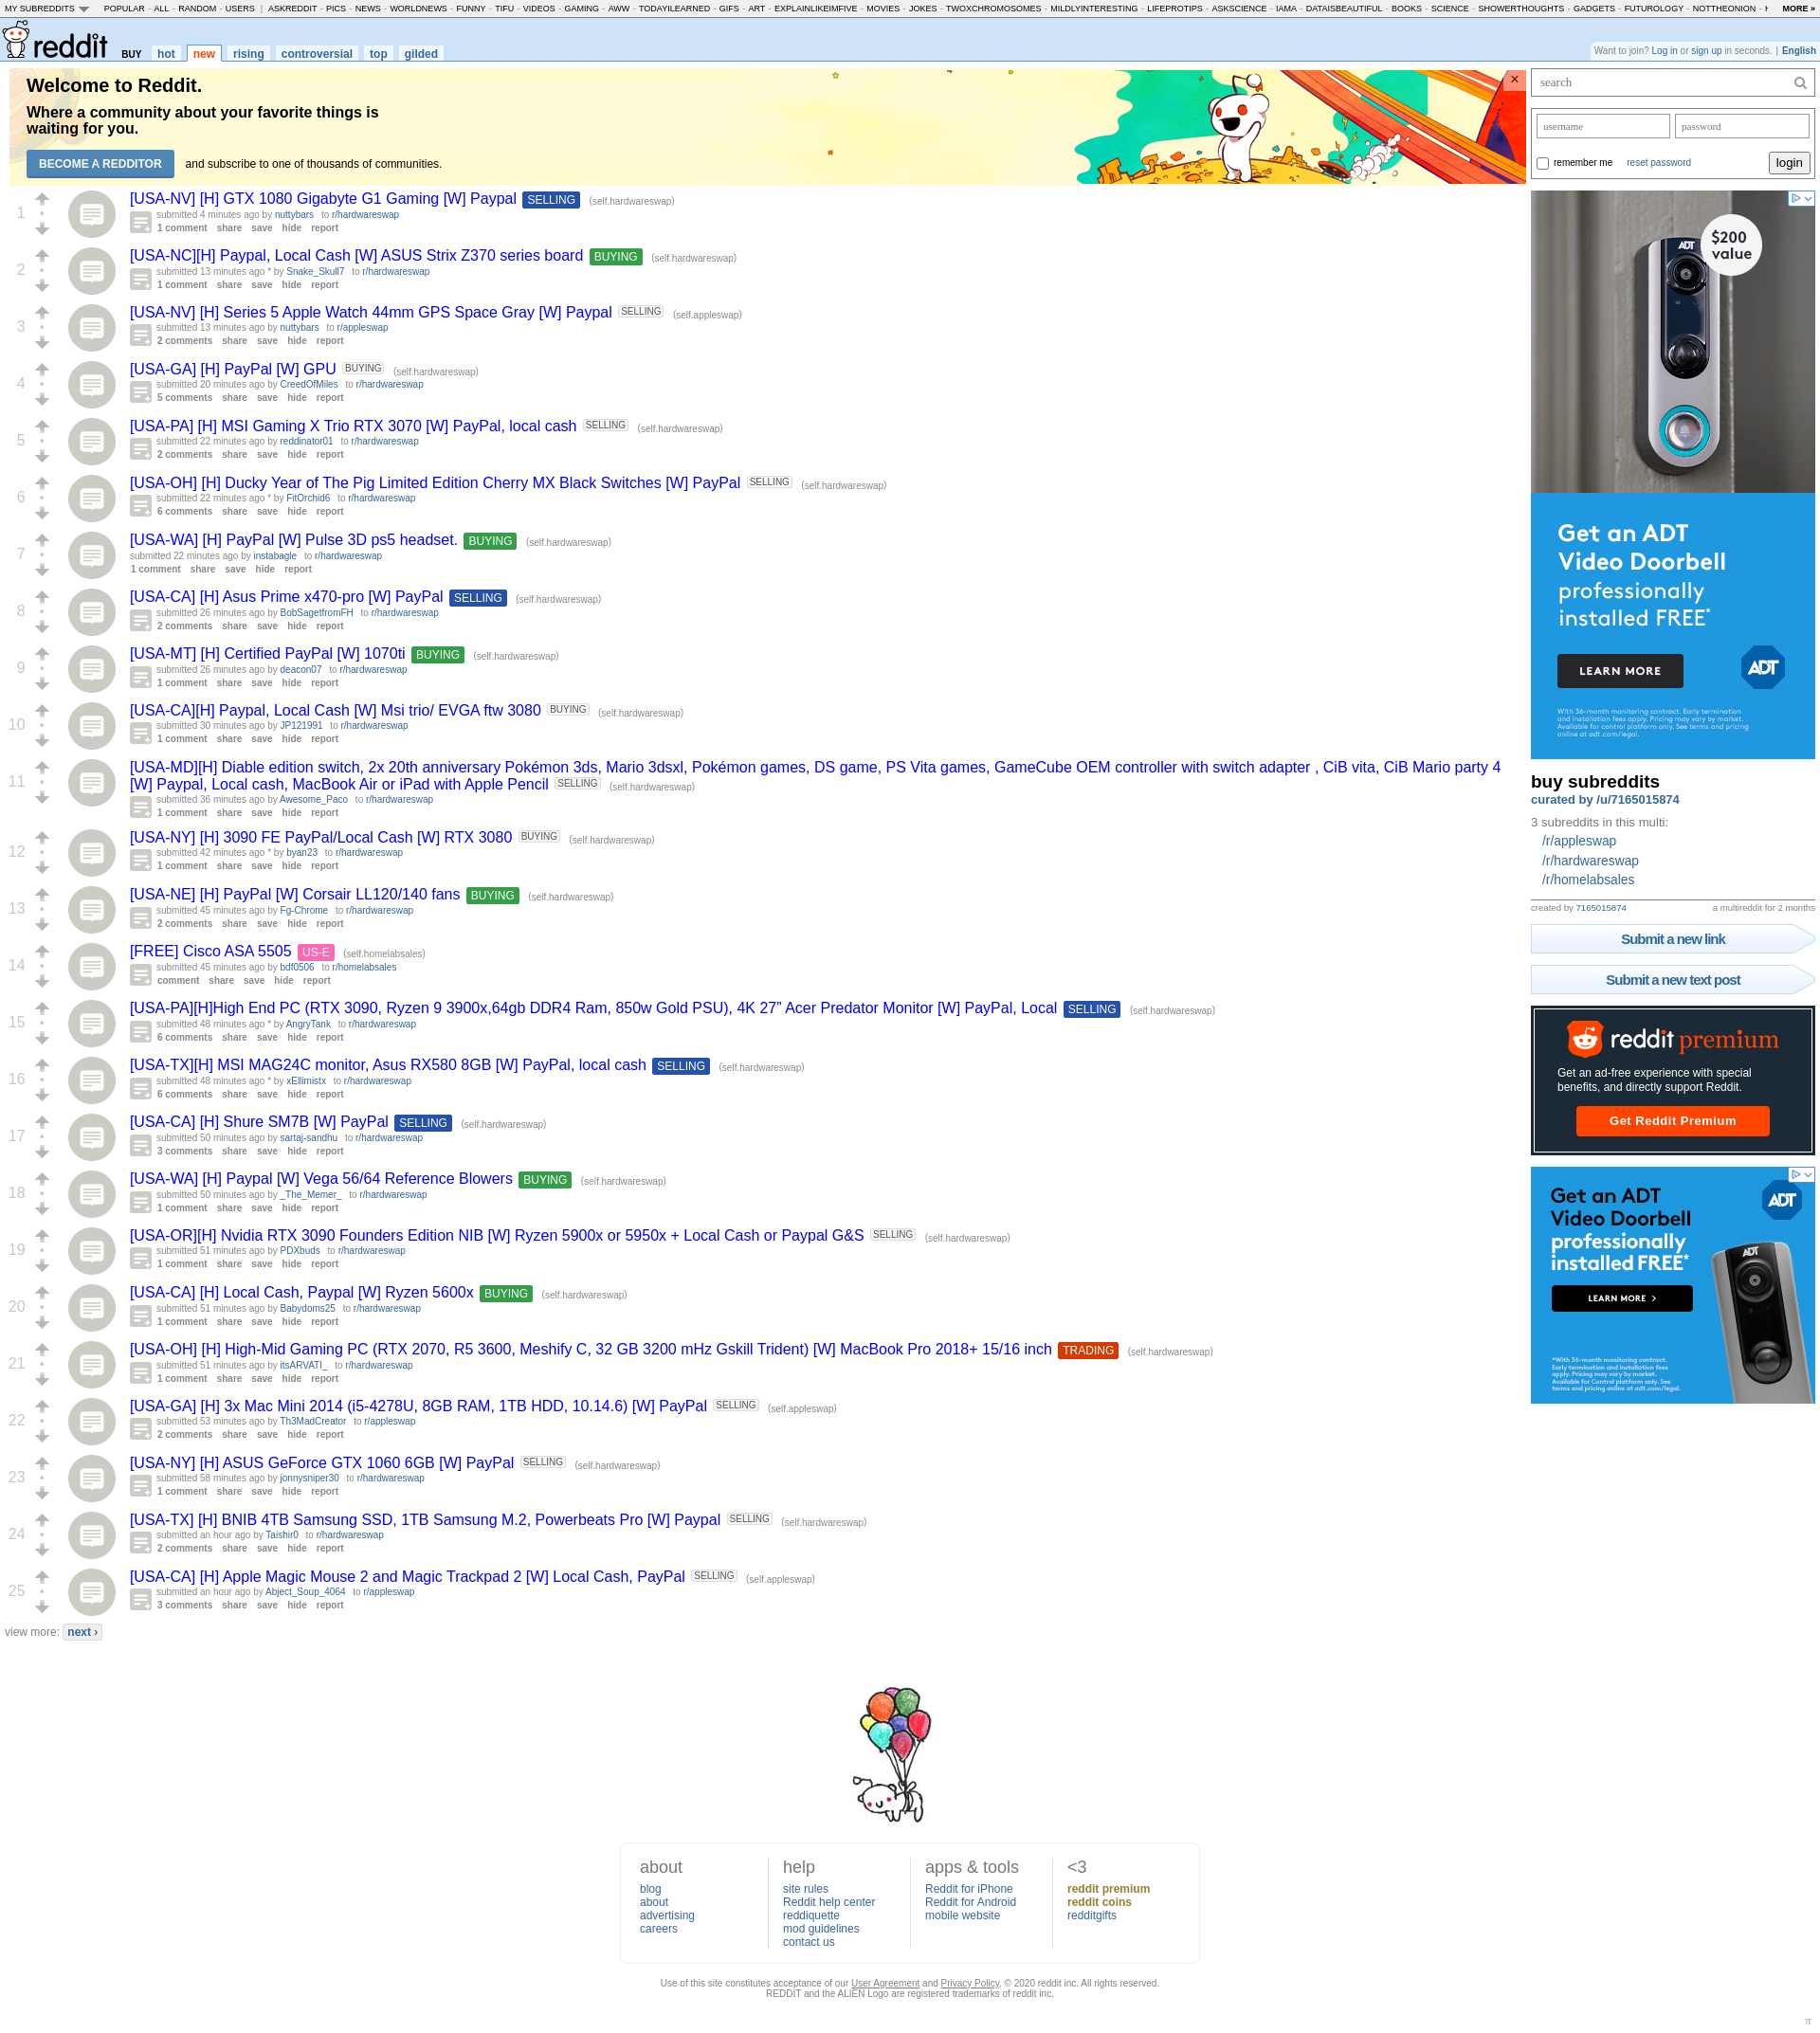 MY SUBREDDITS POPULAR - ALL - RANDOM - USERS | ASKREDDIT - PICS - NEWS - WORLDNEWS - FUNNY - TIFU - VIDEOS - GAMING - AWW - TODAYILEARNED - GIFS - ART - EXPLAINLIKEIMFIVE - MOVIES - JOKES - TWOXCHROMOSOMES - MILDLYINTERESTING - LIFEPROTIPS - ASKSCIENCE - IAMA - DATAISBEAUTIFUL - BOOKS - SCIENCE - SHOWERTHOUGHTS - GADGETS - FUTUROLOGY - NOTTHEONION - MORE »
reddit BUY hot new rising controversial top gilded
Want to join? Log in or sign up in seconds. | English
Welcome to Reddit.
Where a community about your favorite things is
waiting for you.
BECOME A REDDITOR and subscribe to one of thousands of communities.
×
1
[USA-NV] [H] GTX 1080 Gigabyte G1 Gaming [W] Paypal SELLING (self.hardwareswap)
submitted 4 minutes ago by nuttybars to r/hardwareswap
1 comment share save hide report
2
[USA-NC][H] Paypal, Local Cash [W] ASUS Strix Z370 series board BUYING (self.hardwareswap)
submitted 13 minutes ago * by Snake_Skull7 to r/hardwareswap
1 comment share save hide report
3
[USA-NV] [H] Series 5 Apple Watch 44mm GPS Space Gray [W] Paypal SELLING (self.appleswap)
submitted 13 minutes ago by nuttybars to r/appleswap
2 comments share save hide report
4
[USA-GA] [H] PayPal [W] GPU BUYING (self.hardwareswap)
submitted 20 minutes ago by CreedOfMiles to r/hardwareswap
5 comments share save hide report
5
[USA-PA] [H] MSI Gaming X Trio RTX 3070 [W] PayPal, local cash SELLING (self.hardwareswap)
submitted 22 minutes ago by reddinator01 to r/hardwareswap
2 comments share save hide report
6
[USA-OH] [H] Ducky Year of The Pig Limited Edition Cherry MX Black Switches [W] PayPal SELLING (self.hardwareswap)
submitted 22 minutes ago * by FitOrchid6 to r/hardwareswap
6 comments share save hide report
7
[USA-WA] [H] PayPal [W] Pulse 3D ps5 headset. BUYING (self.hardwareswap)
submitted 22 minutes ago by instabagle to r/hardwareswap
1 comment share save hide report
8
[USA-CA] [H] Asus Prime x470-pro [W] PayPal SELLING (self.hardwareswap)
submitted 26 minutes ago by BobSagetfromFH to r/hardwareswap
2 comments share save hide report
9
[USA-MT] [H] Certified PayPal [W] 1070ti BUYING (self.hardwareswap)
submitted 26 minutes ago by deacon07 to r/hardwareswap
1 comment share save hide report
10
[USA-CA][H] Paypal, Local Cash [W] Msi trio/ EVGA ftw 3080 BUYING (self.hardwareswap)
submitted 30 minutes ago by JP121991 to r/hardwareswap
1 comment share save hide report
11
[USA-MD][H] Diable edition switch, 2x 20th anniversary Pokémon 3ds, Mario 3dsxl, Pokémon games, DS game, PS Vita games, GameCube OEM controller with switch adapter , CiB vita, CiB Mario party 4
[W] Paypal, Local cash, MacBook Air or iPad with Apple Pencil SELLING (self.hardwareswap)
submitted 36 minutes ago by Awesome_Paco to r/hardwareswap
1 comment share save hide report
12
[USA-NY] [H] 3090 FE PayPal/Local Cash [W] RTX 3080 BUYING (self.hardwareswap)
submitted 42 minutes ago * by byan23 to r/hardwareswap
1 comment share save hide report
13
[USA-NE] [H] PayPal [W] Corsair LL120/140 fans BUYING (self.hardwareswap)
submitted 45 minutes ago by Fg-Chrome to r/hardwareswap
2 comments share save hide report
14
[FREE] Cisco ASA 5505 US-E (self.homelabsales)
submitted 45 minutes ago by bdf0506 to r/homelabsales
comment share save hide report
15
[USA-PA][H]High End PC (RTX 3090, Ryzen 9 3900x,64gb DDR4 Ram, 850w Gold PSU), 4K 27” Acer Predator Monitor [W] PayPal, Local SELLING (self.hardwareswap)
submitted 48 minutes ago * by AngryTank to r/hardwareswap
6 comments share save hide report
16
[USA-TX][H] MSI MAG24C monitor, Asus RX580 8GB [W] PayPal, local cash SELLING (self.hardwareswap)
submitted 48 minutes ago * by xEllimistx to r/hardwareswap
6 comments share save hide report
17
[USA-CA] [H] Shure SM7B [W] PayPal SELLING (self.hardwareswap)
submitted 50 minutes ago by sartaj-sandhu to r/hardwareswap
3 comments share save hide report
18
[USA-WA] [H] Paypal [W] Vega 56/64 Reference Blowers BUYING (self.hardwareswap)
submitted 50 minutes ago by _The_Memer_ to r/hardwareswap
1 comment share save hide report
19
[USA-OR][H] Nvidia RTX 3090 Founders Edition NIB [W] Ryzen 5900x or 5950x + Local Cash or Paypal G&S SELLING (self.hardwareswap)
submitted 51 minutes ago by PDXbuds to r/hardwareswap
1 comment share save hide report
20
[USA-CA] [H] Local Cash, Paypal [W] Ryzen 5600x BUYING (self.hardwareswap)
submitted 51 minutes ago by Babydoms25 to r/hardwareswap
1 comment share save hide report
21
[USA-OH] [H] High-Mid Gaming PC (RTX 2070, R5 3600, Meshify C, 32 GB 3200 mHz Gskill Trident) [W] MacBook Pro 2018+ 15/16 inch TRADING (self.hardwareswap)
submitted 51 minutes ago by itsARVATI_ to r/hardwareswap
1 comment share save hide report
22
[USA-GA] [H] 3x Mac Mini 2014 (i5-4278U, 8GB RAM, 1TB HDD, 10.14.6) [W] PayPal SELLING (self.appleswap)
submitted 53 minutes ago by Th3MadCreator to r/appleswap
2 comments share save hide report
23
[USA-NY] [H] ASUS GeForce GTX 1060 6GB [W] PayPal SELLING (self.hardwareswap)
submitted 58 minutes ago by jonnysniper30 to r/hardwareswap
1 comment share save hide report
24
[USA-TX] [H] BNIB 4TB Samsung SSD, 1TB Samsung M.2, Powerbeats Pro [W] Paypal SELLING (self.hardwareswap)
submitted an hour ago by Taishir0 to r/hardwareswap
2 comments share save hide report
25
[USA-CA] [H] Apple Magic Mouse 2 and Magic Trackpad 2 [W] Local Cash, PayPal SELLING (self.appleswap)
submitted an hour ago by Abject_Soup_4064 to r/appleswap
3 comments share save hide report
view more: next ›
search
username password
remember me reset password login
ADT
$200
value
Get an ADT
Video Doorbell
professionally
installed FREE*
LEARN MORE
ADT
With 36-month monitoring contract. Early termination
and installation fees apply. Pricing may vary by market.
Available for control platform only. See terms and pricing
online at adt.com/legal.
buy subreddits
curated by /u/7165015874
3 subreddits in this multi:
/r/appleswap
/r/hardwareswap
/r/homelabsales
created by 7165015874 a multireddit for 2 months
Submit a new link
Submit a new text post
reddit premium
Get an ad-free experience with special
benefits, and directly support Reddit.
Get Reddit Premium
Get an ADT
Video Doorbell
professionally
installed FREE*
ADT
ADT
LEARN MORE >
*With 36-month monitoring contract.
Early termination and installation fees
apply. Pricing may vary by market.
Available for Control platform only. See
terms and pricing online at adt.com/legal.
about
blog
about
advertising
careers
help
site rules
Reddit help center
reddiquette
mod guidelines
contact us
apps & tools
Reddit for iPhone
Reddit for Android
mobile website
<3
reddit premium
reddit coins
redditgifts
Use of this site constitutes acceptance of our User Agreement and Privacy Policy. © 2020 reddit inc. All rights reserved.
REDDIT and the ALIEN Logo are registered trademarks of reddit inc.
π